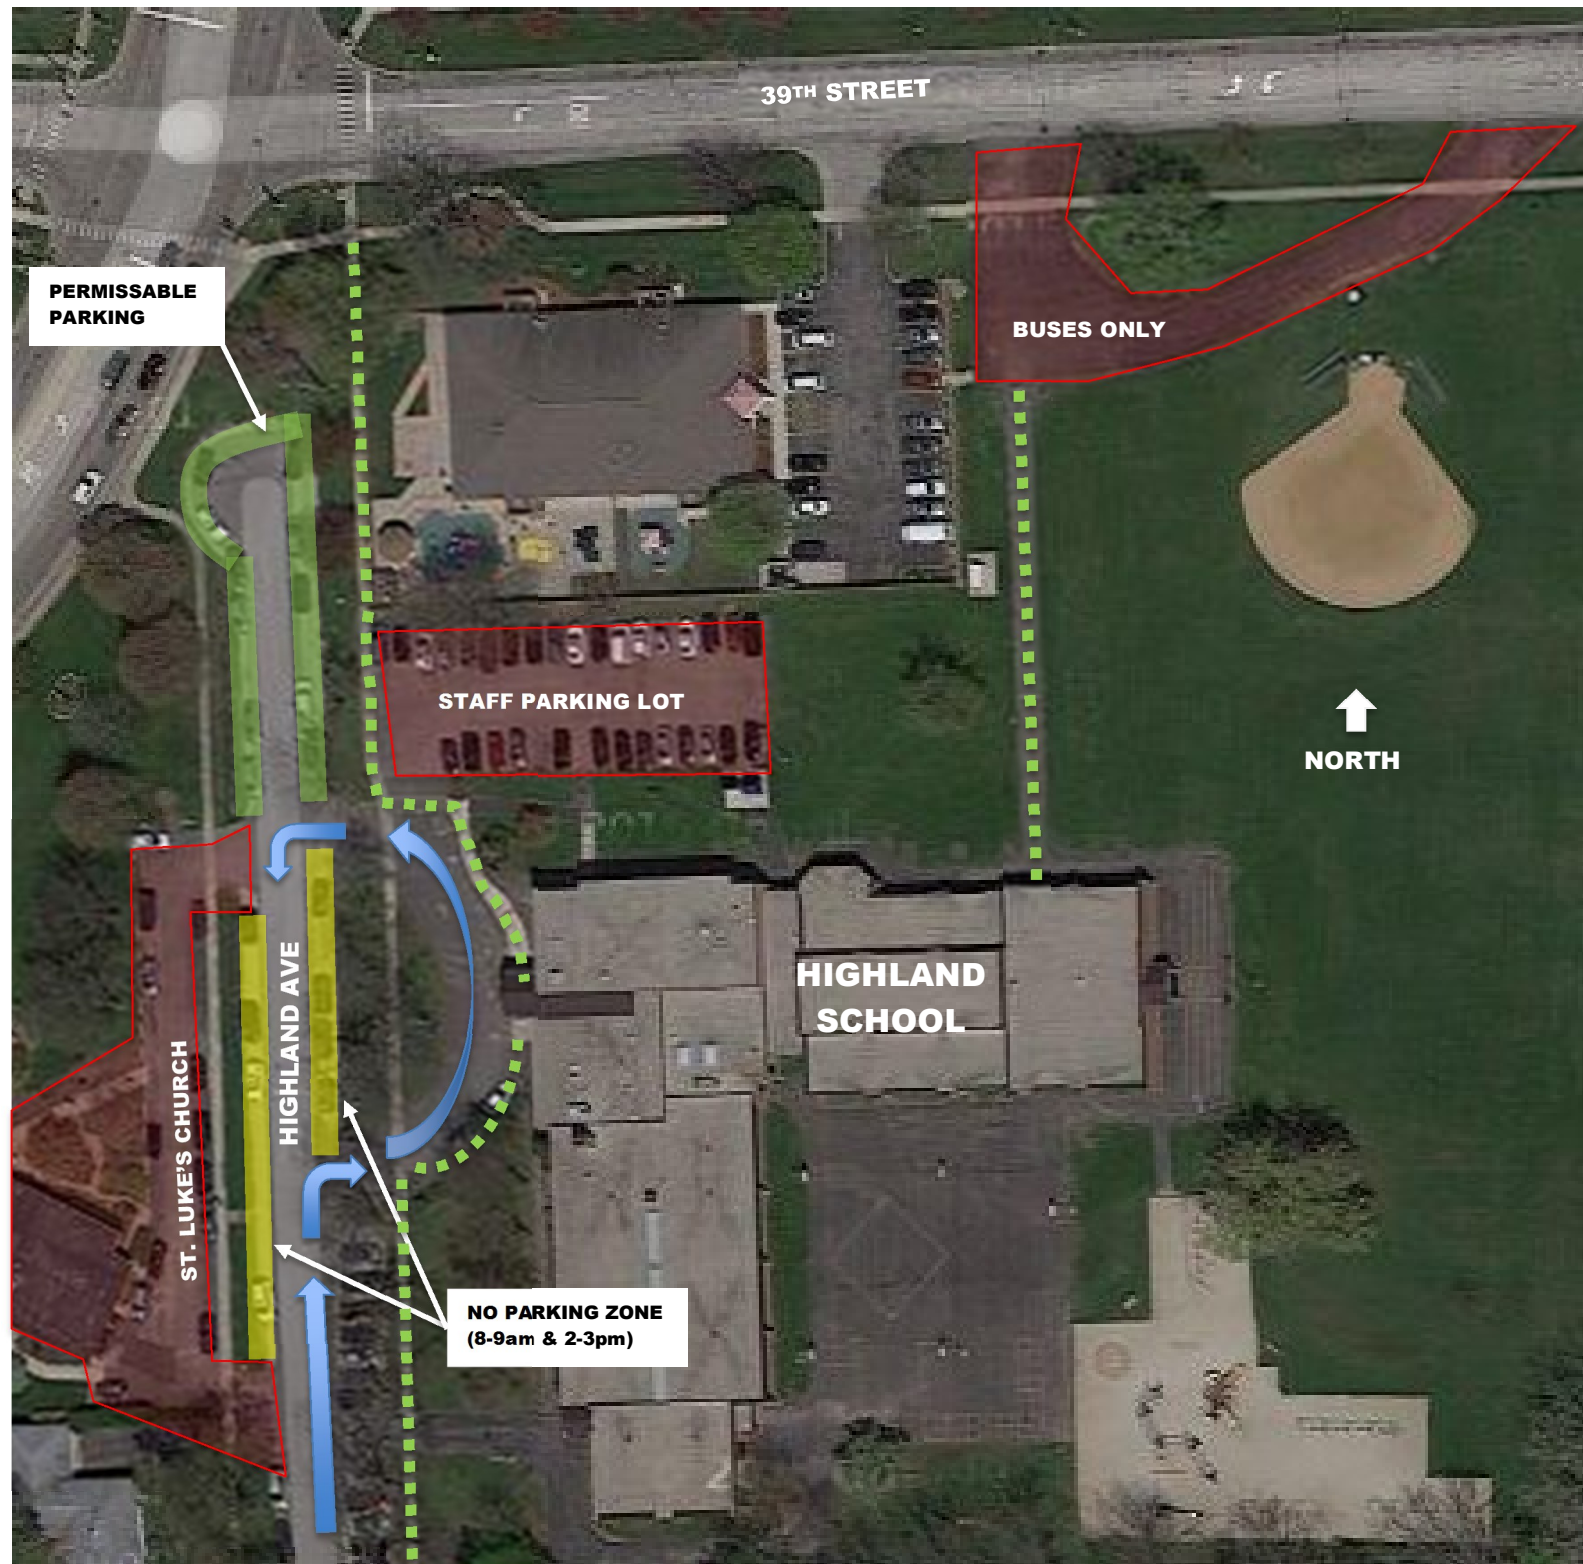 39TH STREET
PERMISSABLE
PARKING
BUSES ONLY
STAFF PARKING LOT
NORTH
HIGHLAND AVE
HIGHLAND
SCHOOL
ST. LUKE'S CHURCH
NO PARKING ZONE
(8-9am & 2-3pm)